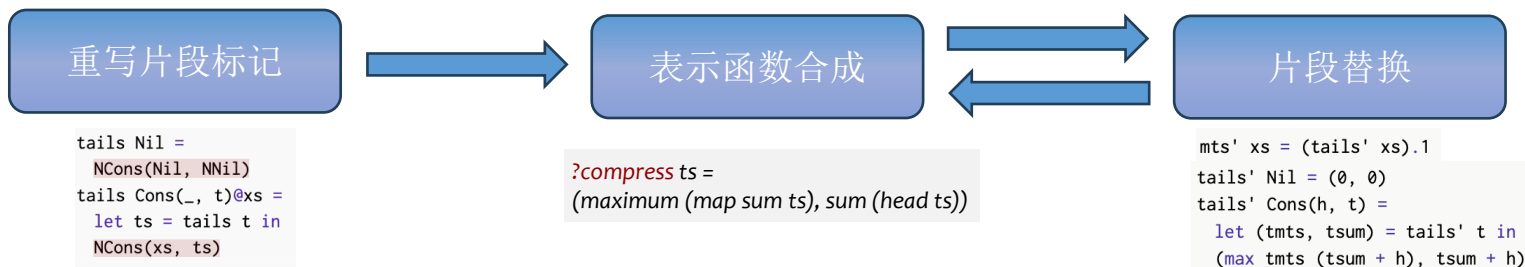 重写片段标记
表示函数合成
片段替换
tails Nil =
NCons(Nil, NNil)
tails Cons(_, t)@xs =
let ts = tails t in
NCons(xs, ts)
?compress ts =
(maximum (map sum ts), sum (head ts))
mts' xs = (tails' xs).1
tails' Nil = (0, 0)
tails' Cons(h, t) =
let (tmts, tsum) = tails' t in
(max tmts (tsum + h), tsum + h)